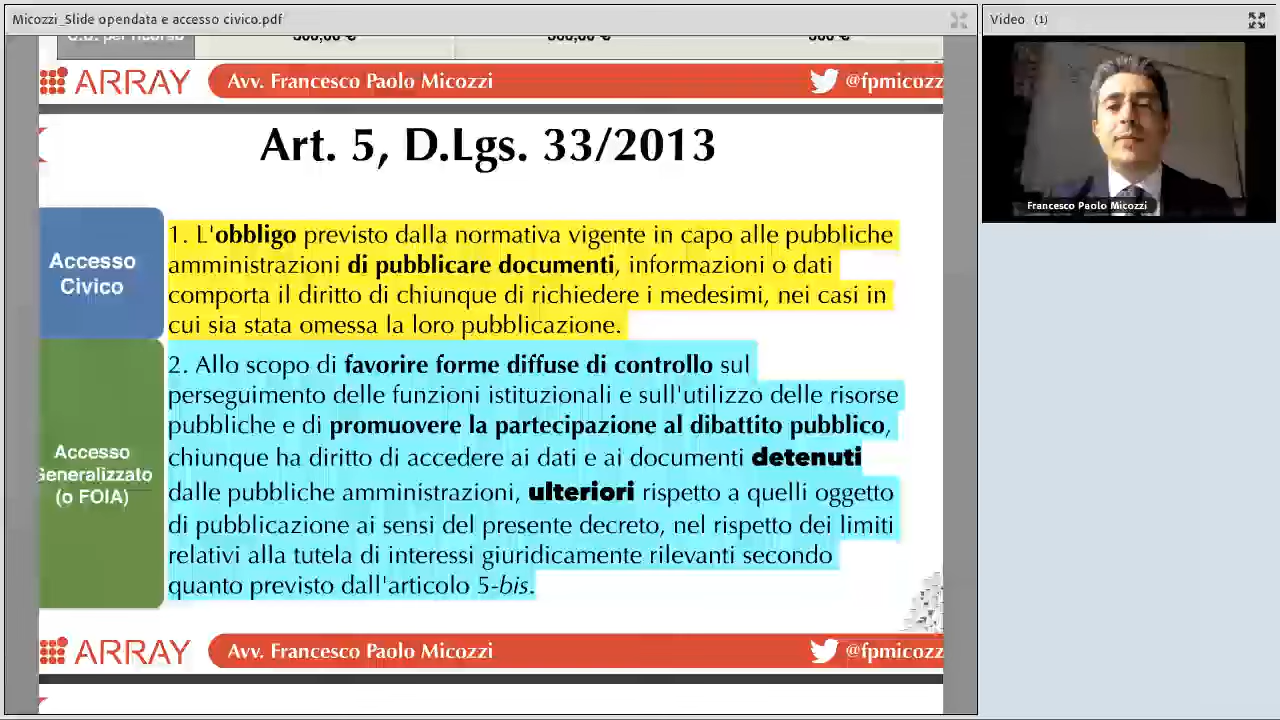 Micozzi_Slide opendata e accesso civico.pdf
Video (1)
500,00 €
500,00 €
500 €
ARRAY
Avv. Francesco Paolo Micozzi
@fpmicozz
Art. 5, D.Lgs. 33/2013
Accesso
Civico
1. L'obbligo previsto dalla normativa vigente in capo alle pubbliche
amministrazioni di pubblicare documenti, informazioni o dati
comporta il diritto di chiunque di richiedere i medesimi, nei casi in
cui sia stata omessa la loro pubblicazione.
Accesso
Generalizzato
(o FOIA)
2. Allo scopo di favorire forme diffuse di controllo sul
perseguimento delle funzioni istituzionali e sull'utilizzo delle risorse
pubbliche e di promuovere la partecipazione al dibattito pubblico,
chiunque ha diritto di accedere ai dati e ai documenti detenuti
dalle pubbliche amministrazioni, ulteriori rispetto a quelli oggetto
di pubblicazione ai sensi del presente decreto, nel rispetto dei limiti
relativi alla tutela di interessi giuridicamente rilevanti secondo
quanto previsto dall'articolo 5-bis.
ARRAY
Avv. Francesco Paolo Micozzi
@fpmicozz
Francesco Paolo Micozzi